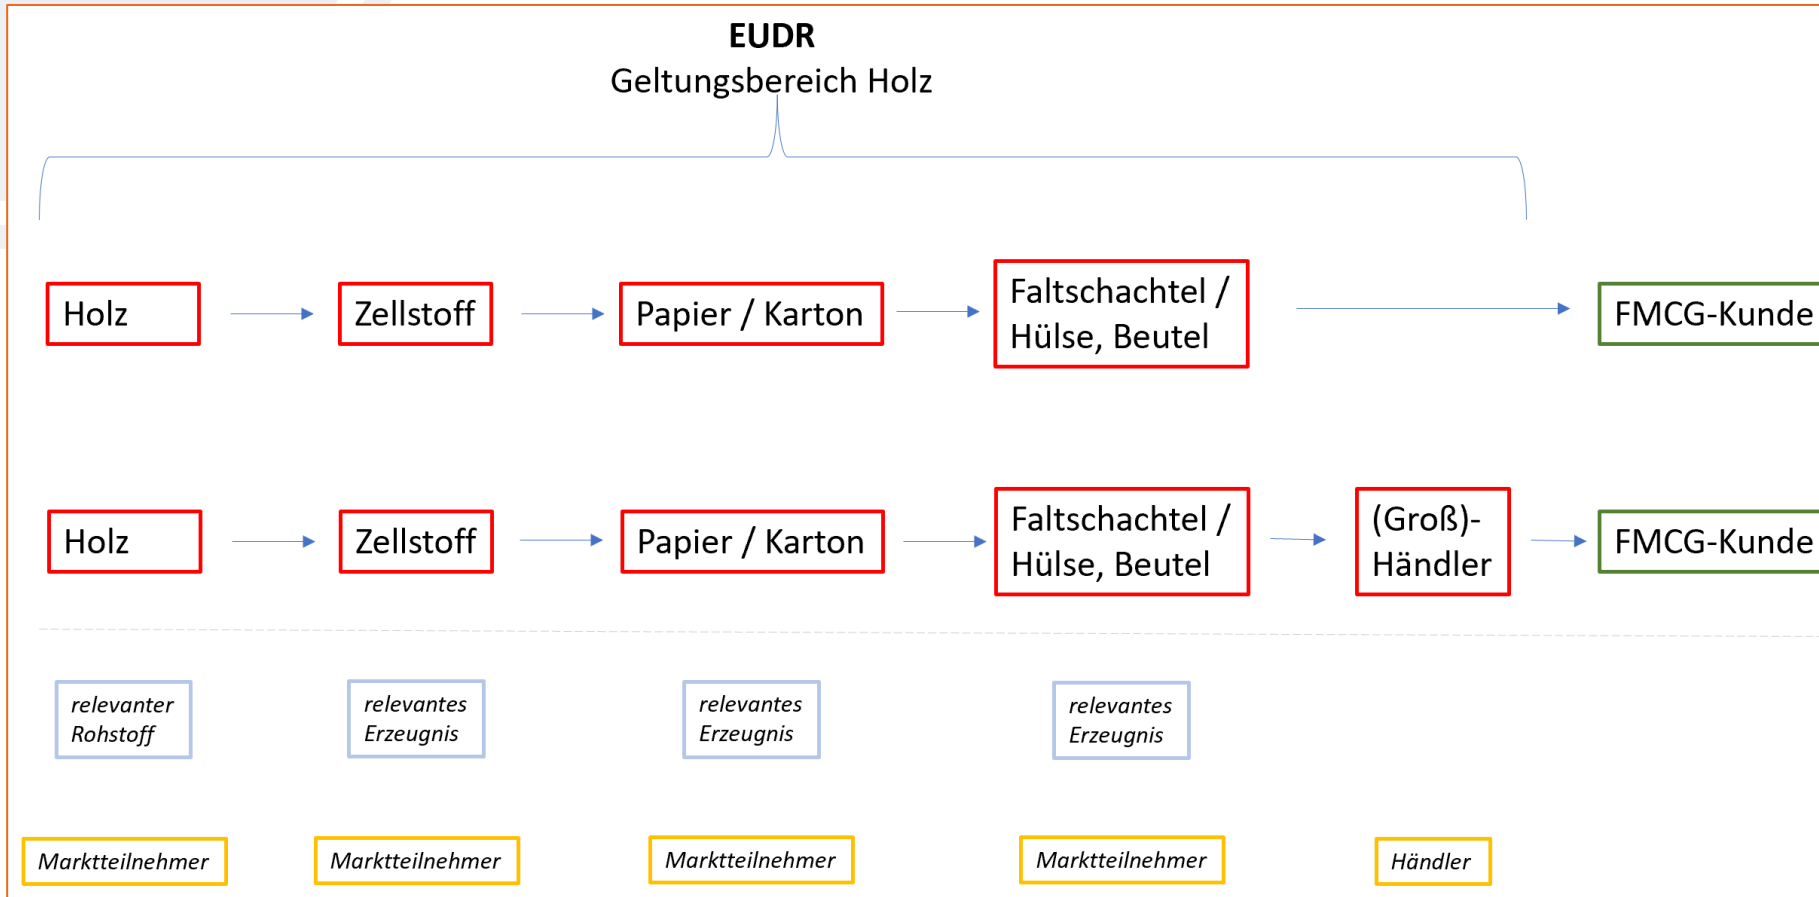 EUDR
Geltungsbereich Holz
Holz
Zellstoff
Papier / Karton
Faltschachtel /
Hülse, Beutel
FMCG-Kunde
Holz
Zellstoff
Papier / Karton
Faltschachtel /
Hülse, Beutel
(Groß)-
Händler
FMCG-Kunde
relevanter
Rohstoff
relevantes
Erzeugnis
relevantes
Erzeugnis
relevantes
Erzeugnis
Marktteilnehmer
Marktteilnehmer
Marktteilnehmer
Marktteilnehmer
Händler